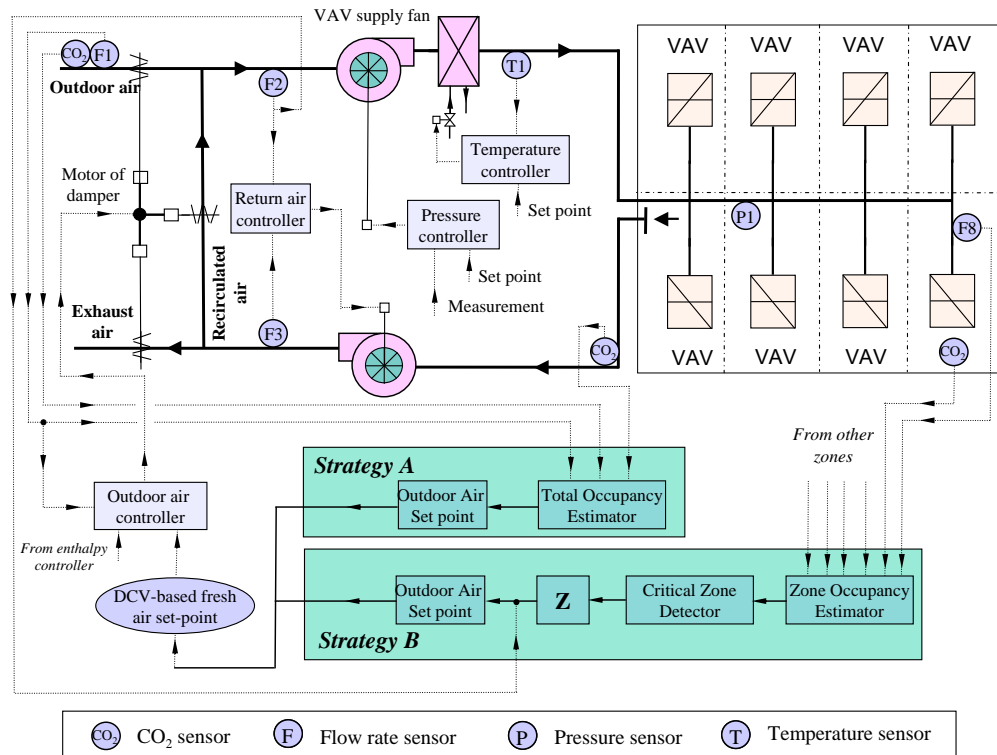 VAV supply fan
VAV
VAV
VAV
VAV
CO2
F1
Outdoor air
F2
T1
Temperature
controller
Set point
Motor of
damper
Return air
controller
Pressure
controller
Set point
Measurement
P1
F8
Recirculated
air
Exhaust
air
F3
CO2
VAV
VAV
VAV
CO2
From other
zones
Strategy A
Outdoor Air
Set point
Total Occupancy
Estimator
Outdoor air
controller
From enthalpy
controller
DCV-based fresh
air set-point
Outdoor Air
Set point
Z
Critical Zone
Detector
Zone Occupancy
Estimator
Strategy B
CO2
CO2 sensor
F
Flow rate sensor
P
Pressure sensor
T
Temperature sensor